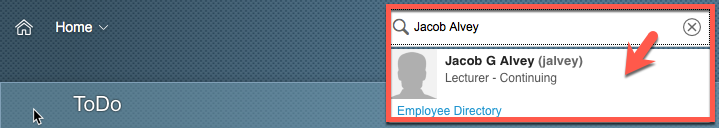 Home
Jacob Alvey
Jacob G Alvey (jalvey)
Lecturer - Continuing
Employee Directory
ToDo